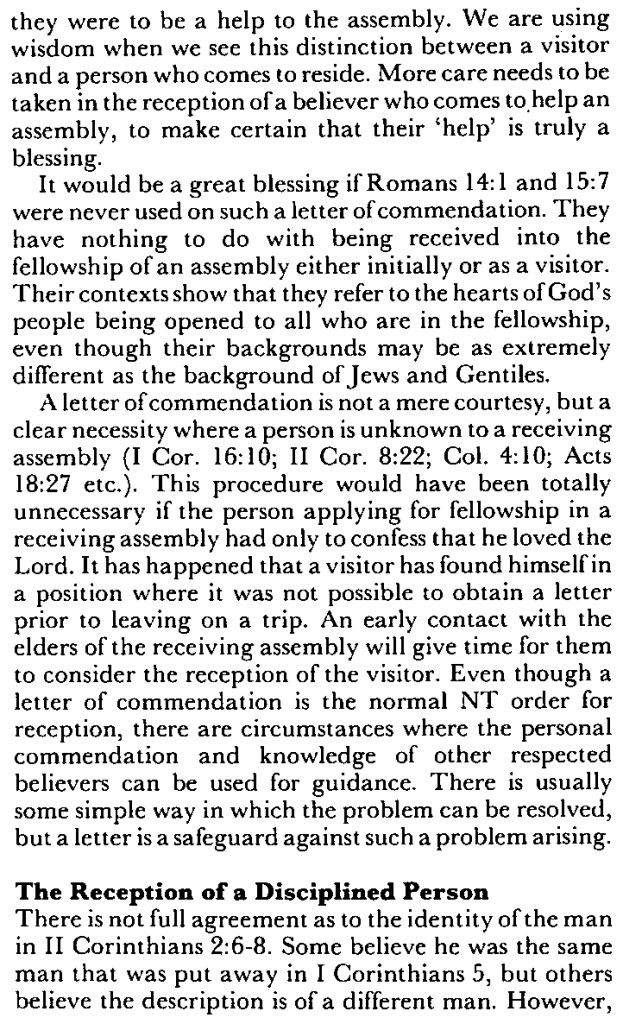 they were to be a help to the assembly. We are using
wisdom when we see this distinction between a visitor
and a person who comes to reside. More care needs to be
taken in the reception of a believer who comes to help an
assembly, to make certain that their ‘help’ is truly a
blessing.
It would be a great blessing if Romans 14:1 and 15:7
were never used on such a letter of commendation. They
have nothing to do with being received into the
fellowship of an assembly either initially or as a visitor.
Their contexts show that they refer to the hearts of God's
people being opened to all who are in the fellowship,
even though their backgrounds may be as extremely
different as the background of Jews and Gentiles.
A letter of commendation is not a mere courtesy, but a
clear necessity where a person is unknown to a receiving
assembly (I Cor. 16:10; II Cor. 8:22; Col. 4:10; Acts
18:27 etc.). This procedure would have been totally
unnecessary if the person applying for fellowship in a
receiving assembly had only to confess that he loved the
Lord. It has happened that a visitor has found himself in
a position where it was not possible to obtain a letter
prior to leaving on a trip. An early contact with the
elders of the receiving assembly will give time for them
to consider the reception of the visitor. Even though a
letter of commendation is the normal NT order for
reception, there are circumstances where the personal
commendation and knowledge of other respected
believers can be used for guidance. There is usually
some simple way in which the problem can be resolved,
but a letter is a safeguard against such a problem arising.
The Reception of a Disciplined Person
There is not full agreement as to the identity of the man
in II Corinthians 2:6-8. Some believe he was the same
man that was put away in I Corinthians 5, but others
believe the description is of a different man. However,